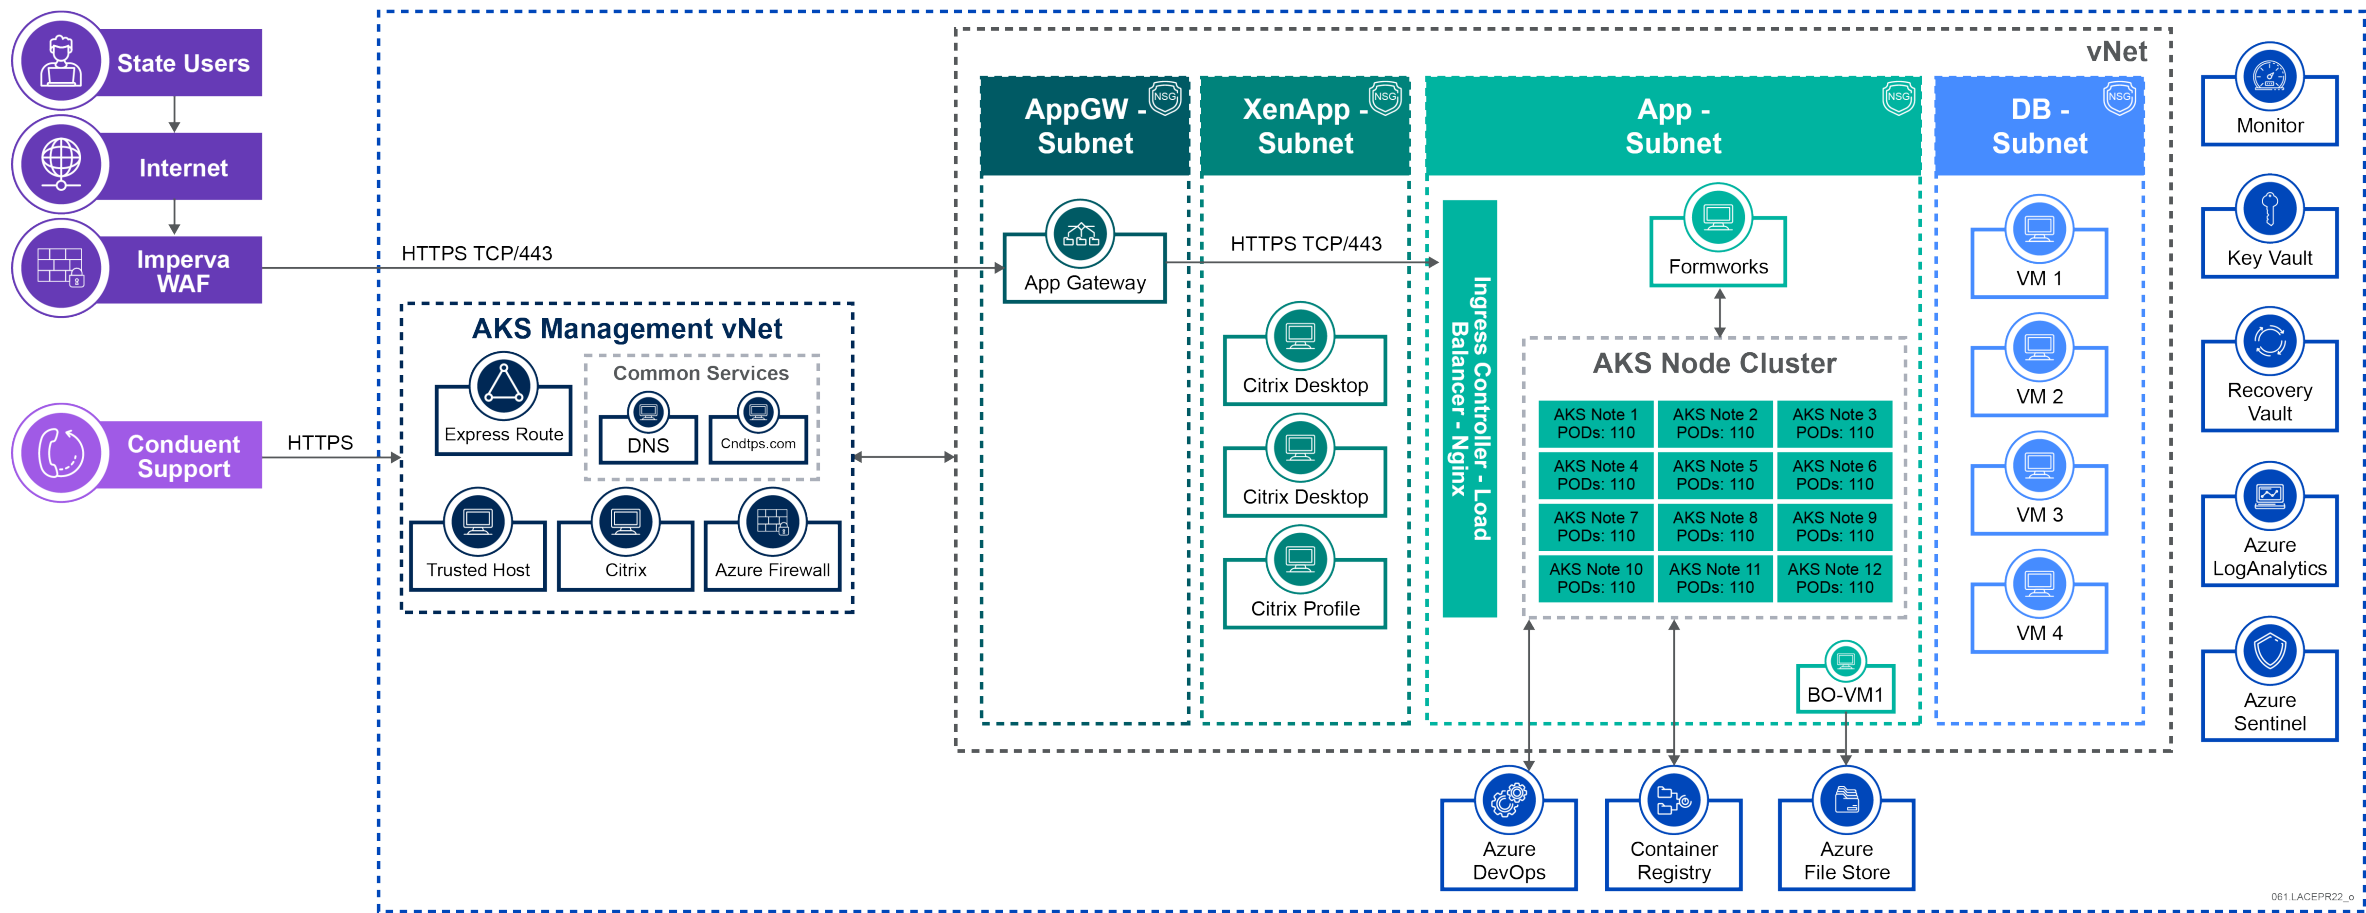 State Users
Internet
Imperva
WAF
Conduent
Support
HTTPS TCP/443
HTTPS
AKS Management vNet
Express Route
Common Services
DNS
Cndtps.com
Trusted Host
Citrix
Azure Firewall
vNet
AppGW -
Subnet
NSG
App Gateway
HTTPS TCP/443
XenApp -
Subnet
NSG
Citrix Desktop
Citrix Desktop
Citrix Profile
App -
Subnet
NSG
Ingress Controller - Load
Balancer - Nginx
Formworks
AKS Node Cluster
AKS Note 1
PODs: 110
AKS Note 2
PODs: 110
AKS Note 3
PODs: 110
AKS Note 4
PODs: 110
AKS Note 5
PODs: 110
AKS Note 6
PODs: 110
AKS Note 7
PODs: 110
AKS Note 8
PODs: 110
AKS Note 9
PODs: 110
AKS Note 10
PODs: 110
AKS Note 11
PODs: 110
AKS Note 12
PODs: 110
BO-VM1
DB -
Subnet
NSG
VM 1
VM 2
VM 3
VM 4
Azure
DevOps
Container
Registry
Azure
File Store
Monitor
Key Vault
Recovery
Vault
Azure
LogAnalytics
Azure
Sentinel
061.LACEPR22_o